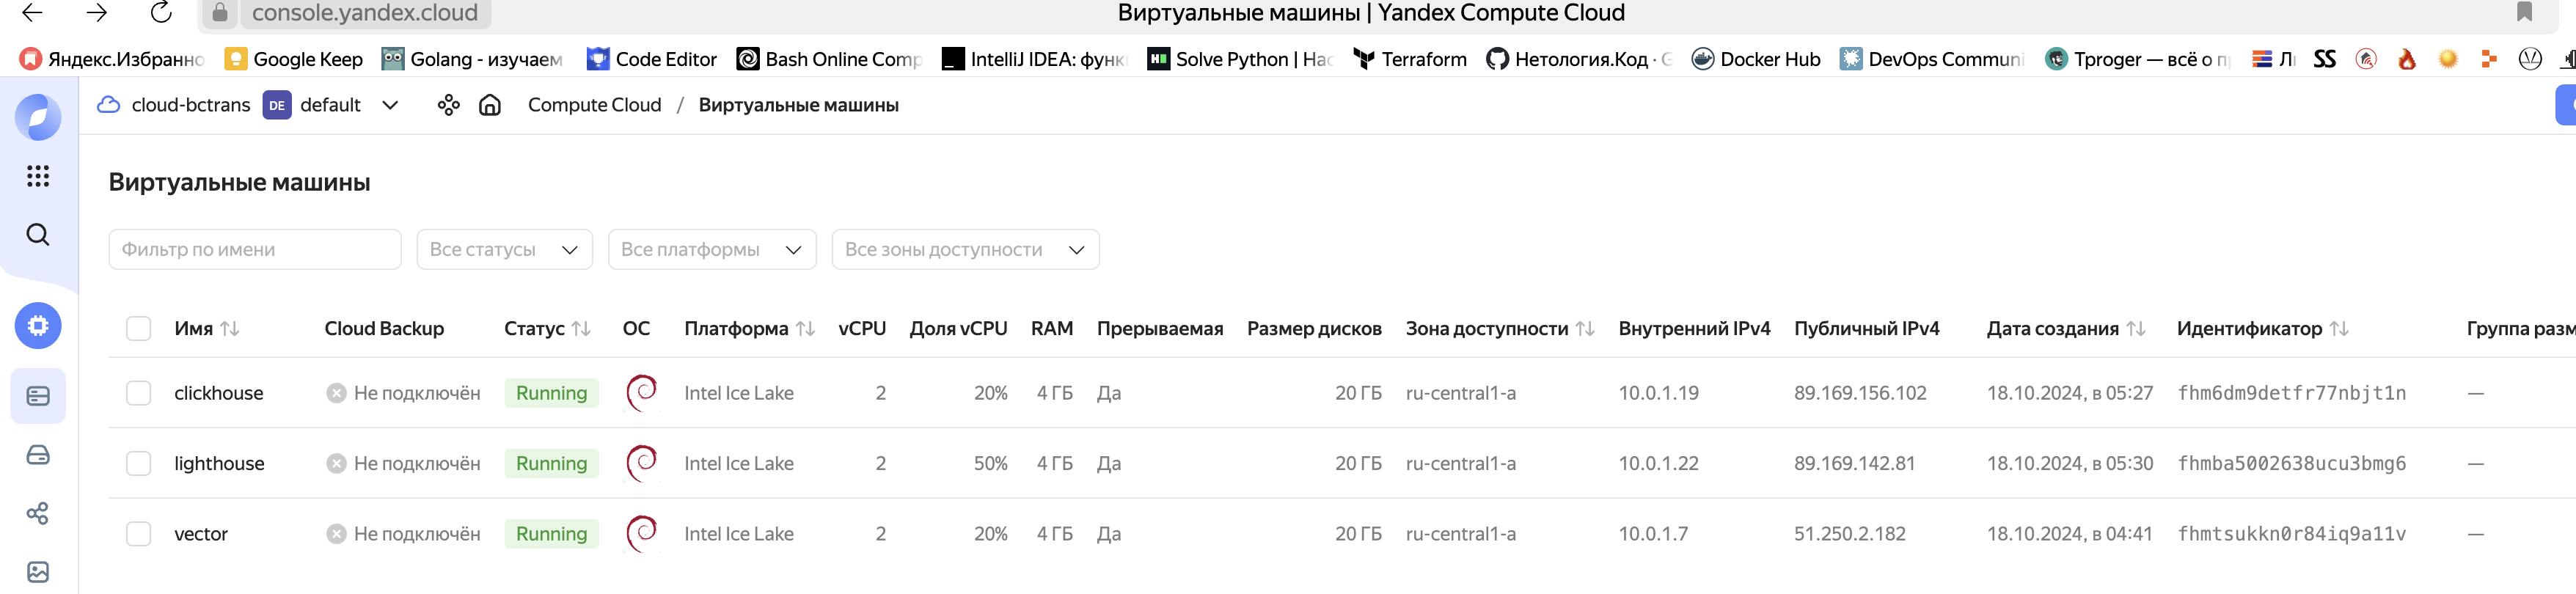 console.yandex.cloud Виртуальные машины | Yandex Compute Cloud
Яндекс.Избранно Google Keep Golang - изучаем Code Editor Bash Online Comp IntelliJ IDEA: функ Solve Python | Hac Terraform Нетология.Код · G Docker Hub DevOps Communi Tproger — всё о п Л SS
cloud-bctrans DE default Compute Cloud / Виртуальные машины
Виртуальные машины
Фильтр по имени Все статусы Все платформы Все зоны доступности
Имя Cloud Backup Статус ОС Платформа vCPU Доля vCPU RAM Прерываемая Размер дисков Зона доступности Внутренний IPv4 Публичный IPv4 Дата создания Идентификатор Группа разм
clickhouse Не подключён Running Intel Ice Lake 2 20% 4 ГБ Да 20 ГБ ru-central1-a 10.0.1.19 89.169.156.102 18.10.2024, в 05:27 fhm6dm9detfr77nbjt1n —
lighthouse Не подключён Running Intel Ice Lake 2 50% 4 ГБ Да 20 ГБ ru-central1-a 10.0.1.22 89.169.142.81 18.10.2024, в 05:30 fhmba5002638ucu3bmg6 —
vector Не подключён Running Intel Ice Lake 2 20% 4 ГБ Да 20 ГБ ru-central1-a 10.0.1.7 51.250.2.182 18.10.2024, в 04:41 fhmtsukkn0r84iq9a11v —